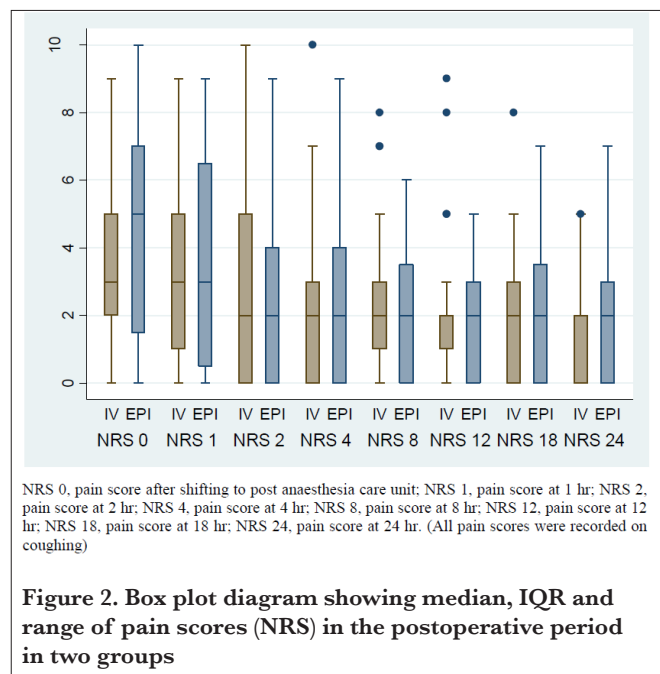 10
8
6
4
2
0
IV EPI IV EPI IV EPI IV EPI IV EPI IV EPI IV EPI IV EPI
NRS 0 NRS 1 NRS 2 NRS 4 NRS 8 NRS 12 NRS 18 NRS 24
NRS 0, pain score after shifting to post anaesthesia care unit; NRS 1, pain score at 1 hr; NRS 2,
pain score at 2 hr; NRS 4, pain score at 4 hr; NRS 8, pain score at 8 hr; NRS 12, pain score at 12
hr; NRS 18, pain score at 18 hr; NRS 24, pain score at 24 hr. (All pain scores were recorded on
coughing)
Figure 2. Box plot diagram showing median, IQR and
range of pain scores (NRS) in the postoperative period
in two groups